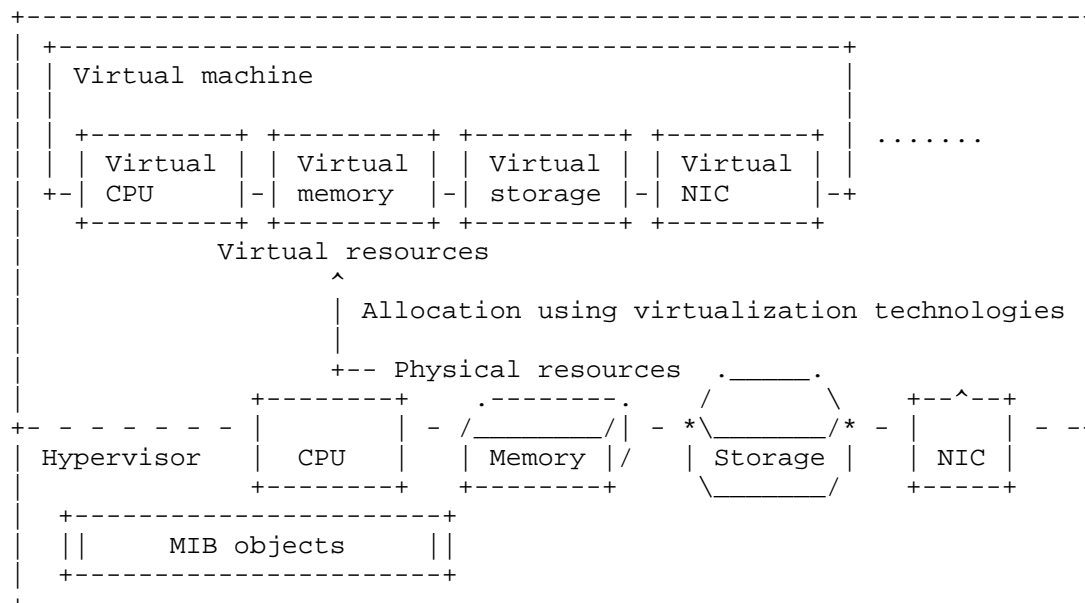 Virtual machine
Virtual Virtual Virtual Virtual .......
CPU memory storage NIC
Virtual resources
Allocation using virtualization technologies
Physical resources
Hypervisor CPU Memory Storage NIC
MIB objects